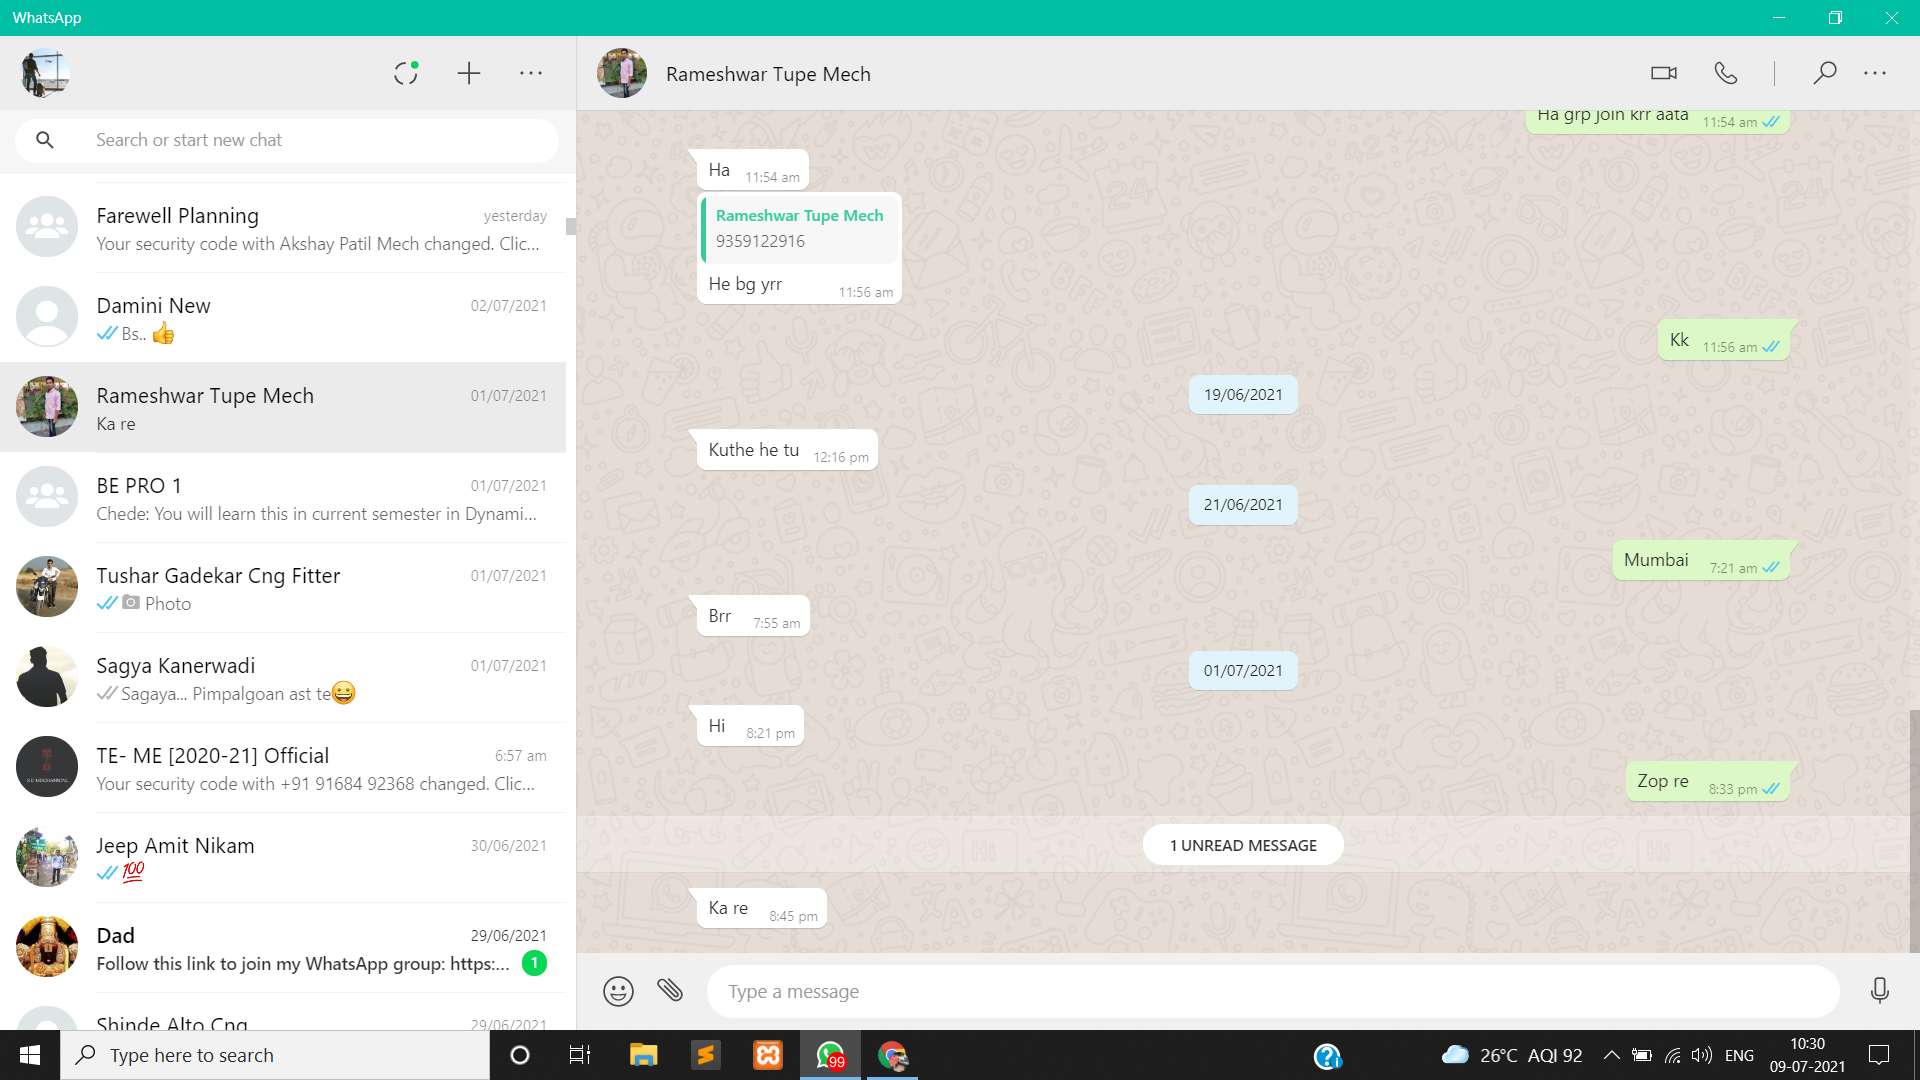 WhatsApp
Rameshwar Tupe Mech
Search or start new chat
Farewell Planning
yesterday
Your security code with Akshay Patil Mech changed. Clic...
Damini New
02/07/2021
Bs.. 👍
Rameshwar Tupe Mech
01/07/2021
Ka re
BE PRO 1
01/07/2021
Chede: You will learn this in current semester in Dynami...
Tushar Gadekar Cng Fitter
01/07/2021
Photo
Sagya Kanerwadi
01/07/2021
Sagaya... Pimpalgoan ast te😀
TE- ME [2020-21] Official
6:57 am
Your security code with +91 91684 92368 changed. Clic...
Jeep Amit Nikam
30/06/2021
💯
Dad
29/06/2021
Follow this link to join my WhatsApp group: https:...
1
Shinde Alto Cng
29/06/2021
Ha grp join krr aata 11:54 am
Ha 11:54 am
Rameshwar Tupe Mech
9359122916
He bg yrr 11:56 am
Kk 11:56 am
19/06/2021
Kuthe he tu 12:16 pm
21/06/2021
Mumbai 7:21 am
Brr 7:55 am
01/07/2021
Hi 8:21 pm
Zop re 8:33 pm
1 UNREAD MESSAGE
Ka re 8:45 pm
Type a message
Type here to search
99
26°C AQI 92
ENG
10:30
09-07-2021